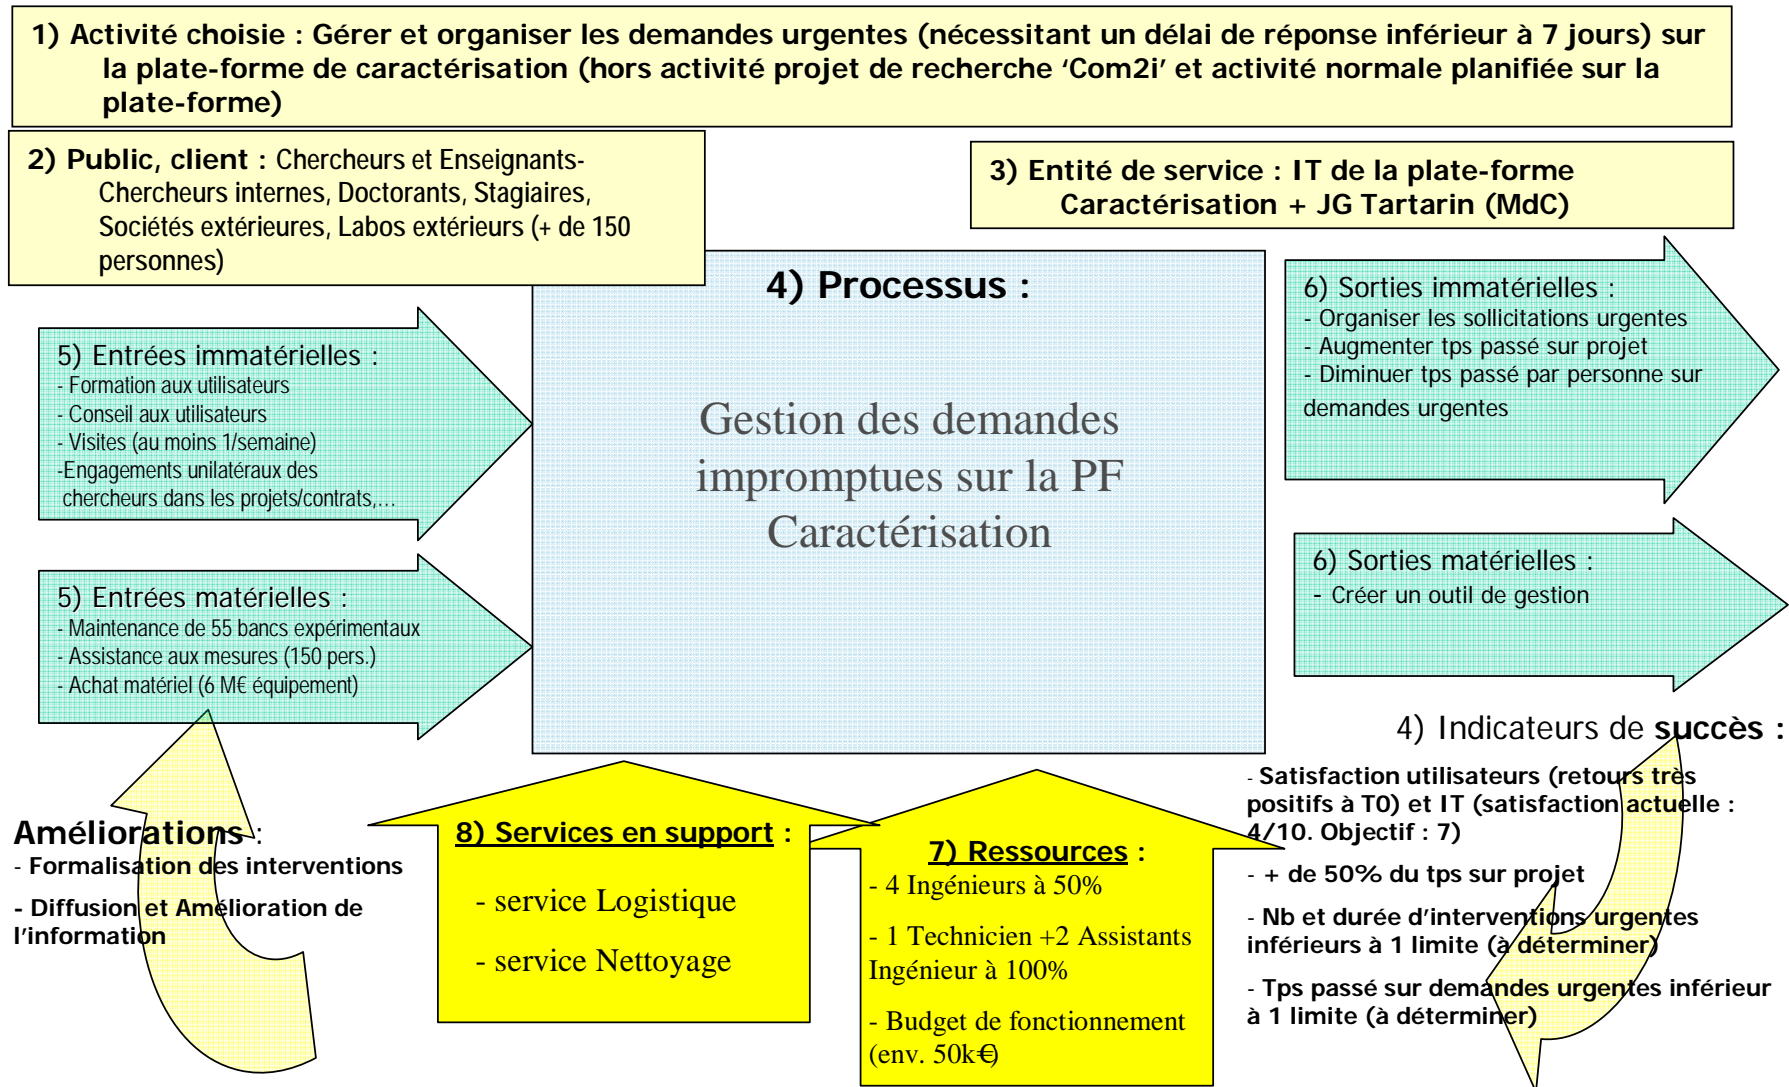 1) Activité choisie : Gérer et organiser les demandes urgentes (nécessitant un délai de réponse inférieur à 7 jours) sur
la plate-forme de caractérisation (hors activité projet de recherche ‘Com2i’ et activité normale planifiée sur la
plate-forme)
2) Public, client : Chercheurs et Enseignants-
Chercheurs internes, Doctorants, Stagiaires,
Sociétés extérieures, Labos extérieurs (+ de 150
personnes)
3) Entité de service : IT de la plate-forme
Caractérisation + JG Tartarin (MdC)
4) Processus :
Gestion des demandes
impromptues sur la PF
Caractérisation
5) Entrées immatérielles :
- Formation aux utilisateurs
- Conseil aux utilisateurs
- Visites (au moins 1/semaine)
-Engagements unilatéraux des
chercheurs dans les projets/contrats,...
5) Entrées matérielles :
- Maintenance de 55 bancs expérimentaux
- Assistance aux mesures (150 pers.)
- Achat matériel (6 M€ équipement)
6) Sorties immatérielles :
- Organiser les sollicitations urgentes
- Augmenter tps passé sur projet
- Diminuer tps passé par personne sur
demandes urgentes
6) Sorties matérielles :
- Créer un outil de gestion
4) Indicateurs de succès :
- Satisfaction utilisateurs (retours très
positifs à T0) et IT (satisfaction actuelle :
4/10. Objectif : 7)
- + de 50% du tps sur projet
- Nb et durée d’interventions urgentes
inférieurs à 1 limite (à déterminer)
- Tps passé sur demandes urgentes inférieur
à 1 limite (à déterminer)
Améliorations :
- Formalisation des interventions
- Diffusion et Amélioration de
l’information
8) Services en support :
- service Logistique
- service Nettoyage
7) Ressources :
- 4 Ingénieurs à 50%
- 1 Technicien +2 Assistants
Ingénieur à 100%
- Budget de fonctionnement
(env. 50k€)